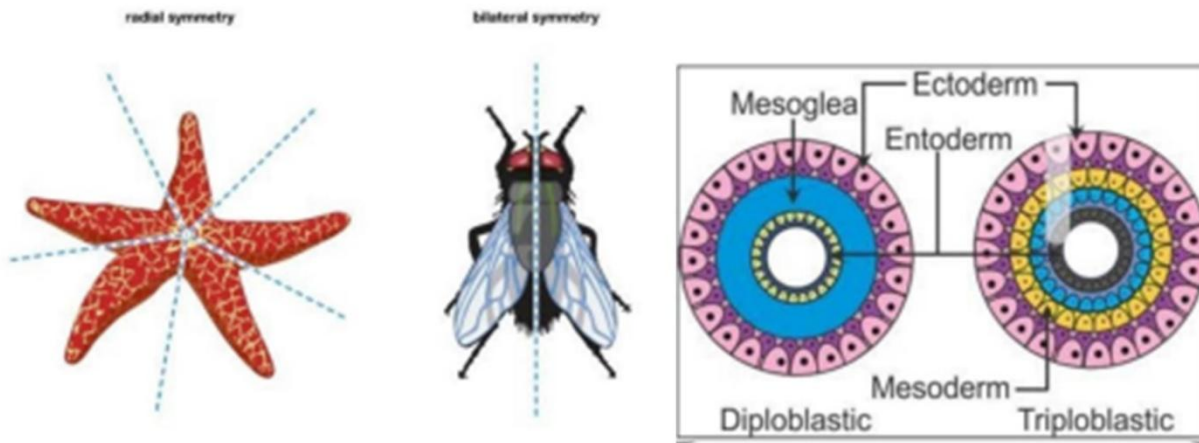 radial symmetry
bilateral symmetry
Ectoderm
Mesoglea
Entoderm
Mesoderm
Diploblastic
Triploblastic